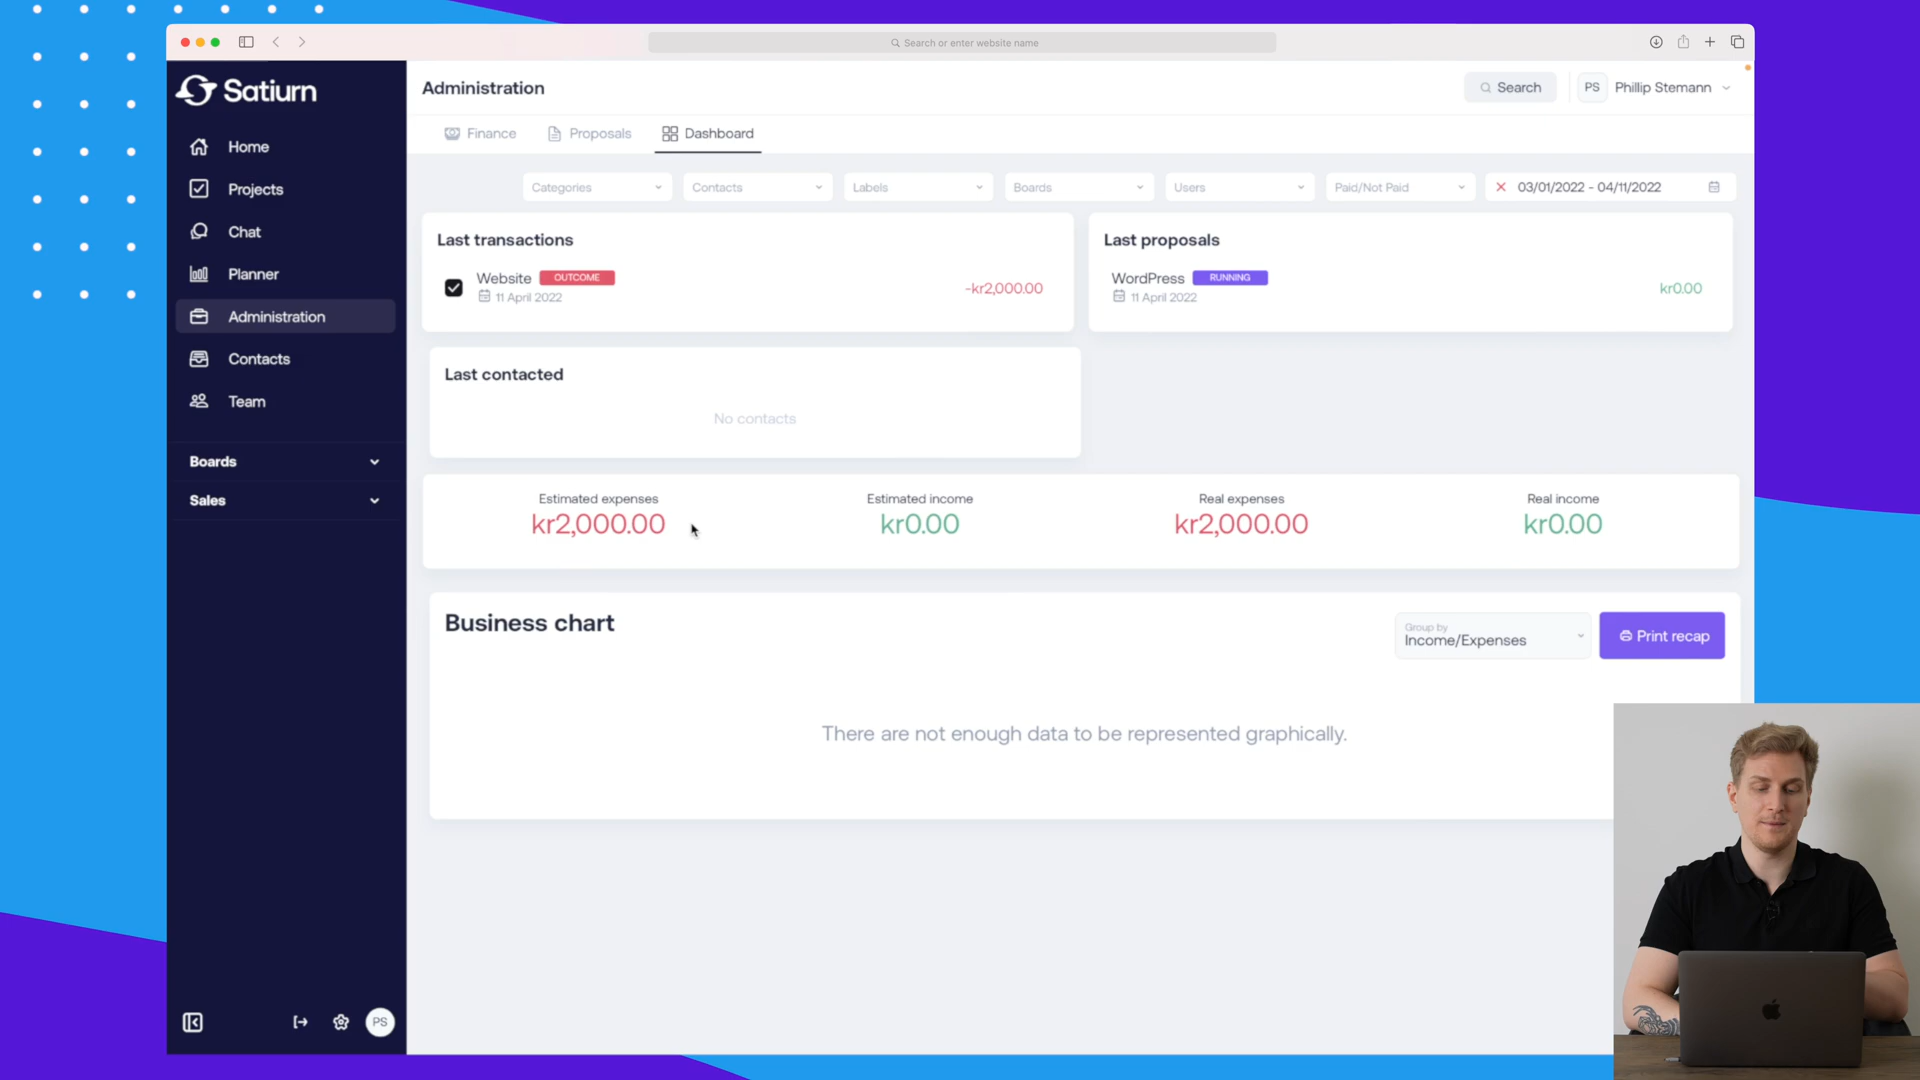 Search or enter website name
Satiurn
Home
Projects
Chat
Planner
Administration
Contacts
Team
Boards
Sales
PS
Administration
Search
PS
Phillip Stemann
Finance
Proposals
Dashboard
Categories
Contacts
Labels
Boards
Users
Paid/Not Paid
03/01/2022 - 04/11/2022
Last transactions
Website
OUTCOME
11 April 2022
-kr2,000.00
Last proposals
WordPress
RUNNING
11 April 2022
kr0.00
Last contacted
No contacts
Estimated expenses
kr2,000.00
Estimated income
kr0.00
Real expenses
kr2,000.00
Real income
kr0.00
Business chart
Group by
Income/Expenses
Print recap
There are not enough data to be represented graphically.